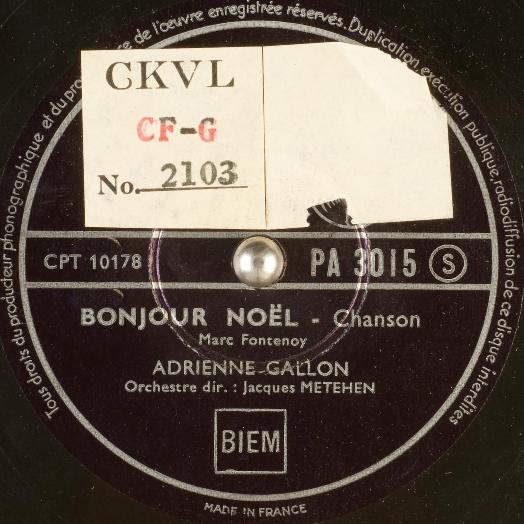 Tous droits du producteur phonographique et du pro de l'œuvre enregistrée réservés. Duplication exécution publique, radiodiffusion de ce disque interdites
CKVL
CF-G
No. 2103
CPT 10178
PA 3015 S
BONJOUR NOËL - Chanson
Marc Fontenoy
ADRIENNE GALLON
Orchestre dir. : Jacques METEHEN
BIEM
MADE IN FRANCE